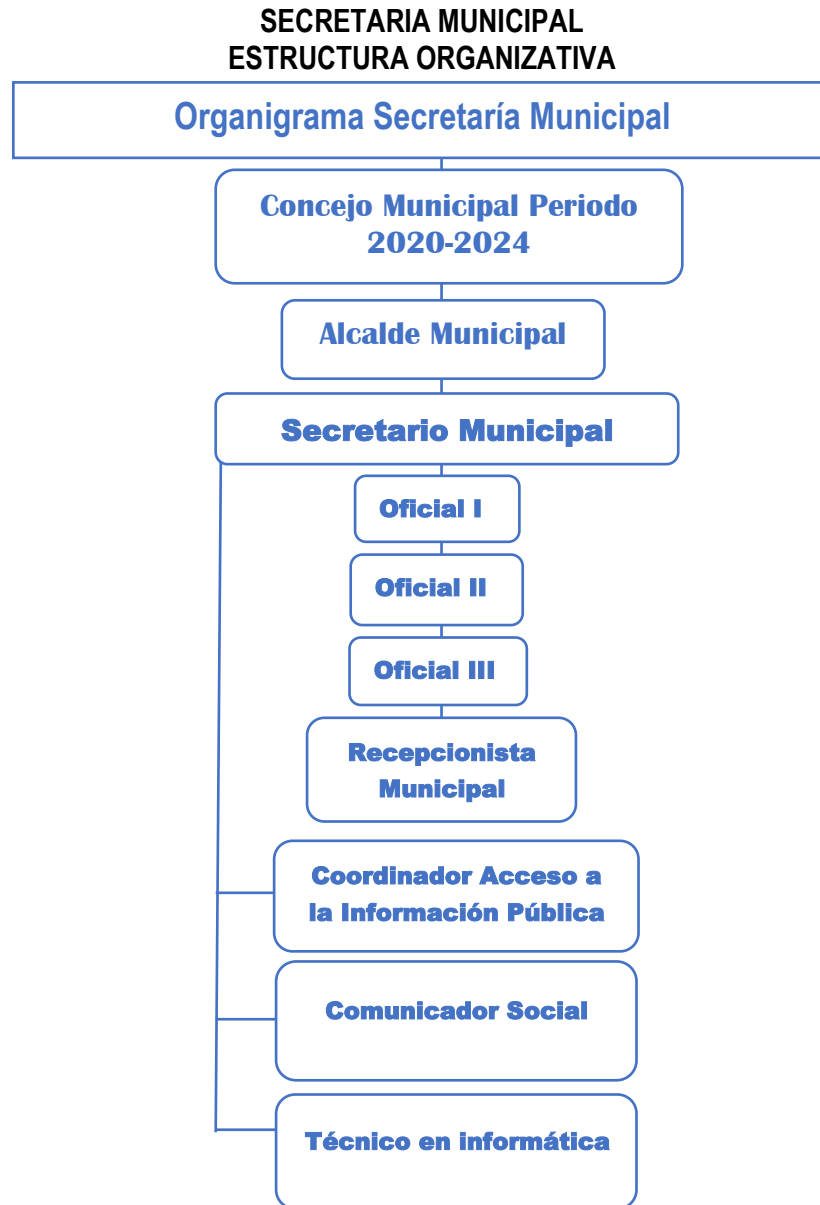 SECRETARIA MUNICIPAL
ESTRUCTURA ORGANIZATIVA
Organigrama Secretaría Municipal
Concejo Municipal Periodo
2020-2024
Alcalde Municipal
Secretario Municipal
Oficial I
Oficial II
Oficial III
Recepcionista
Municipal
Coordinador Acceso a
la Información Pública
Comunicador Social
Técnico en informática